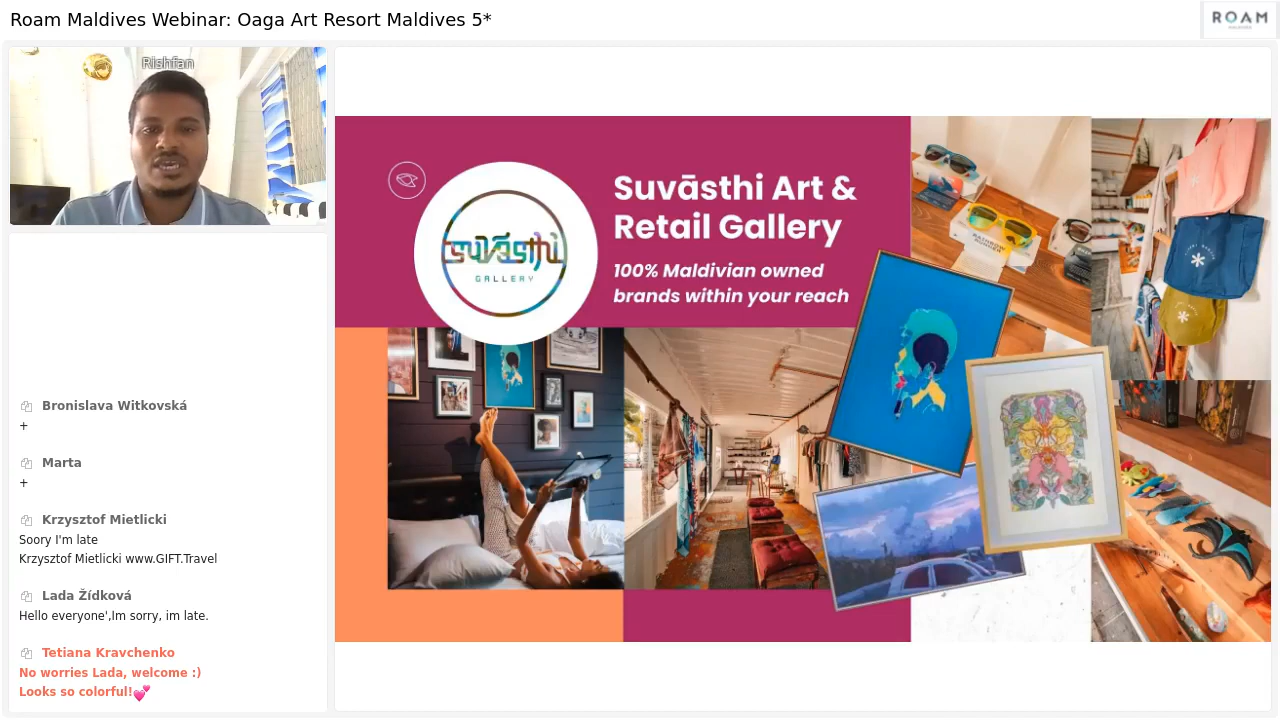 Roam Maldives Webinar: Oaga Art Resort Maldives 5*
ROAM
Rishfan
Bronislava Witkovská
+
Marta
+
Krzysztof Mietlicki
Soory I'm late
Krzysztof Mietlicki www.GIFT.Travel
Lada Žídková
Hello everyone',Im sorry, im late.
Tetiana Kravchenko
No worries Lada, welcome :)
Looks so colorful!💕
suvāsthi
GALLERY
Suvāsthi Art &
Retail Gallery
100% Maldivian owned
brands within your reach